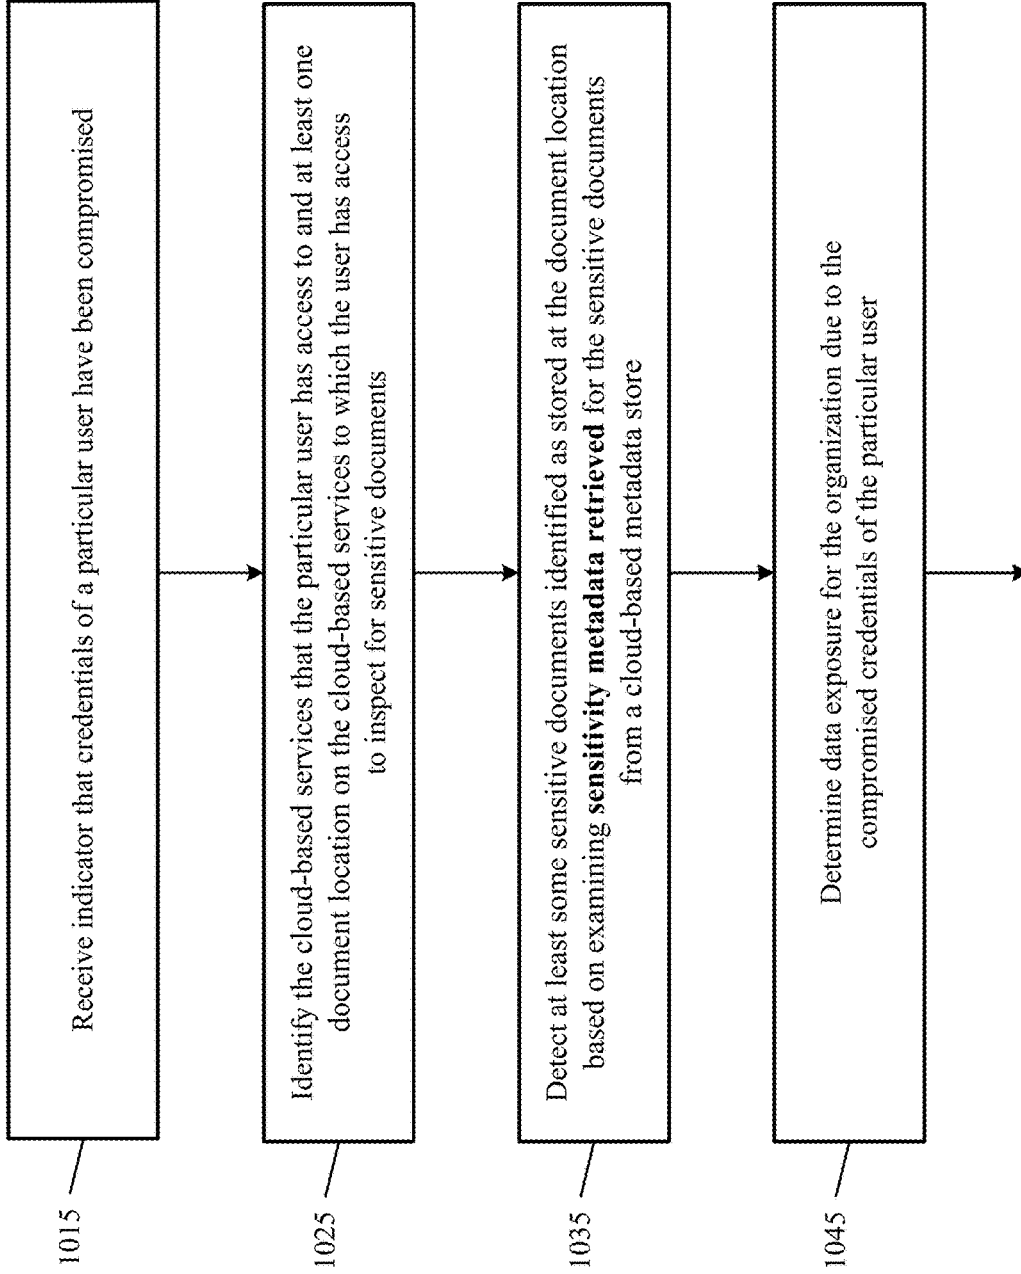 Receive indicator that credentials of a particular user have been compromised
1015
Identify the cloud-based services that the particular user has access to and at least one
document location on the cloud-based services to which the user has access
to inspect for sensitive documents
1025
Detect at least some sensitive documents identified as stored at the document location
based on examining sensitivity metadata retrieved for the sensitive documents
from a cloud-based metadata store
1035
Determine data exposure for the organization due to the
compromised credentials of the particular user
1045